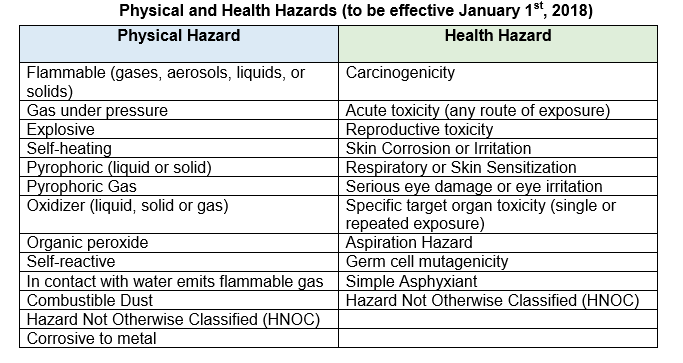 Physical and Health Hazards (to be effective January 1st, 2018)
Physical Hazard Health Hazard
Flammable (gases, aerosols, liquids, or Carcinogenicity
solids)
Gas under pressure Acute toxicity (any route of exposure)
Explosive Reproductive toxicity
Self-heating Skin Corrosion or Irritation
Pyrophoric (liquid or solid) Respiratory or Skin Sensitization
Pyrophoric Gas Serious eye damage or eye irritation
Oxidizer (liquid, solid or gas) Specific target organ toxicity (single or
repeated exposure)
Organic peroxide Aspiration Hazard
Self-reactive Germ cell mutagenicity
In contact with water emits flammable gas Simple Asphyxiant
Combustible Dust Hazard Not Otherwise Classified (HNOC)
Hazard Not Otherwise Classified (HNOC)
Corrosive to metal